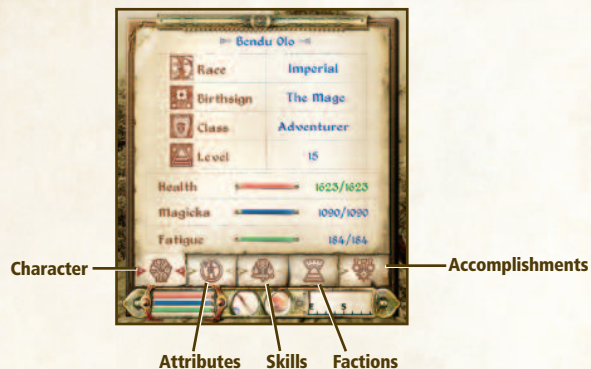 Bendu Olo
Race Imperial
Birthsign The Mage
Class Adventurer
Level 15
Health 1623/1623
Magicka 1090/1090
Fatigue 184/184
Character
Accomplishments
E S
Attributes Skills Factions